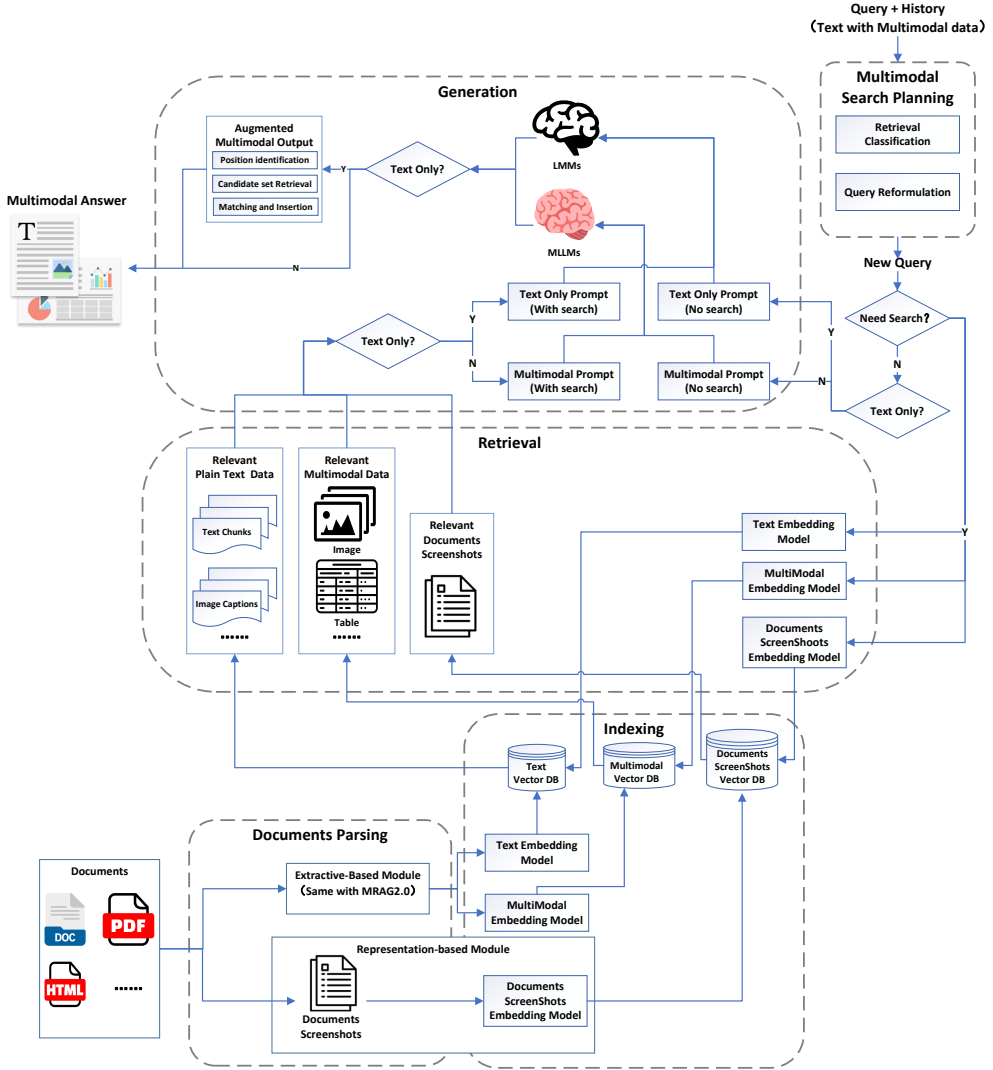 Query + History
（Text with Multimodal data）
Multimodal
Search Planning
Retrieval
Classification
Query Reformulation
New Query
Need Search?
Y
N
Text Only?
Y
N
Generation
Augmented
Multimodal Output
Position identification
Candidate set Retrieval
Matching and Insertion
Y
Text Only?
N
LMMs
MLLMs
Multimodal Answer
T
Text Only?
Y
N
Text Only Prompt
(With search)
Text Only Prompt
(No search)
Multimodal Prompt
(With search)
Multimodal Prompt
(No search)
Retrieval
Relevant
Plain Text Data
Text Chunks
Image Captions
......
Relevant
Multimodal Data
Image
Table
......
Relevant
Documents
Screenshots
Text Embedding
Model
MultiModal
Embedding Model
Documents
ScreenShoots
Embedding Model
Indexing
Text
Vector DB
Multimodal
Vector DB
Documents
ScreenShots
Vector DB
Text Embedding
Model
MultiModal
Embedding Model
Documents Parsing
Extractive-Based Module
（Same with MRAG2.0）
Representation-based Module
Documents
Screenshots
Documents
ScreenShots
Embedding Model
Documents
DOC
PDF
HTML
......